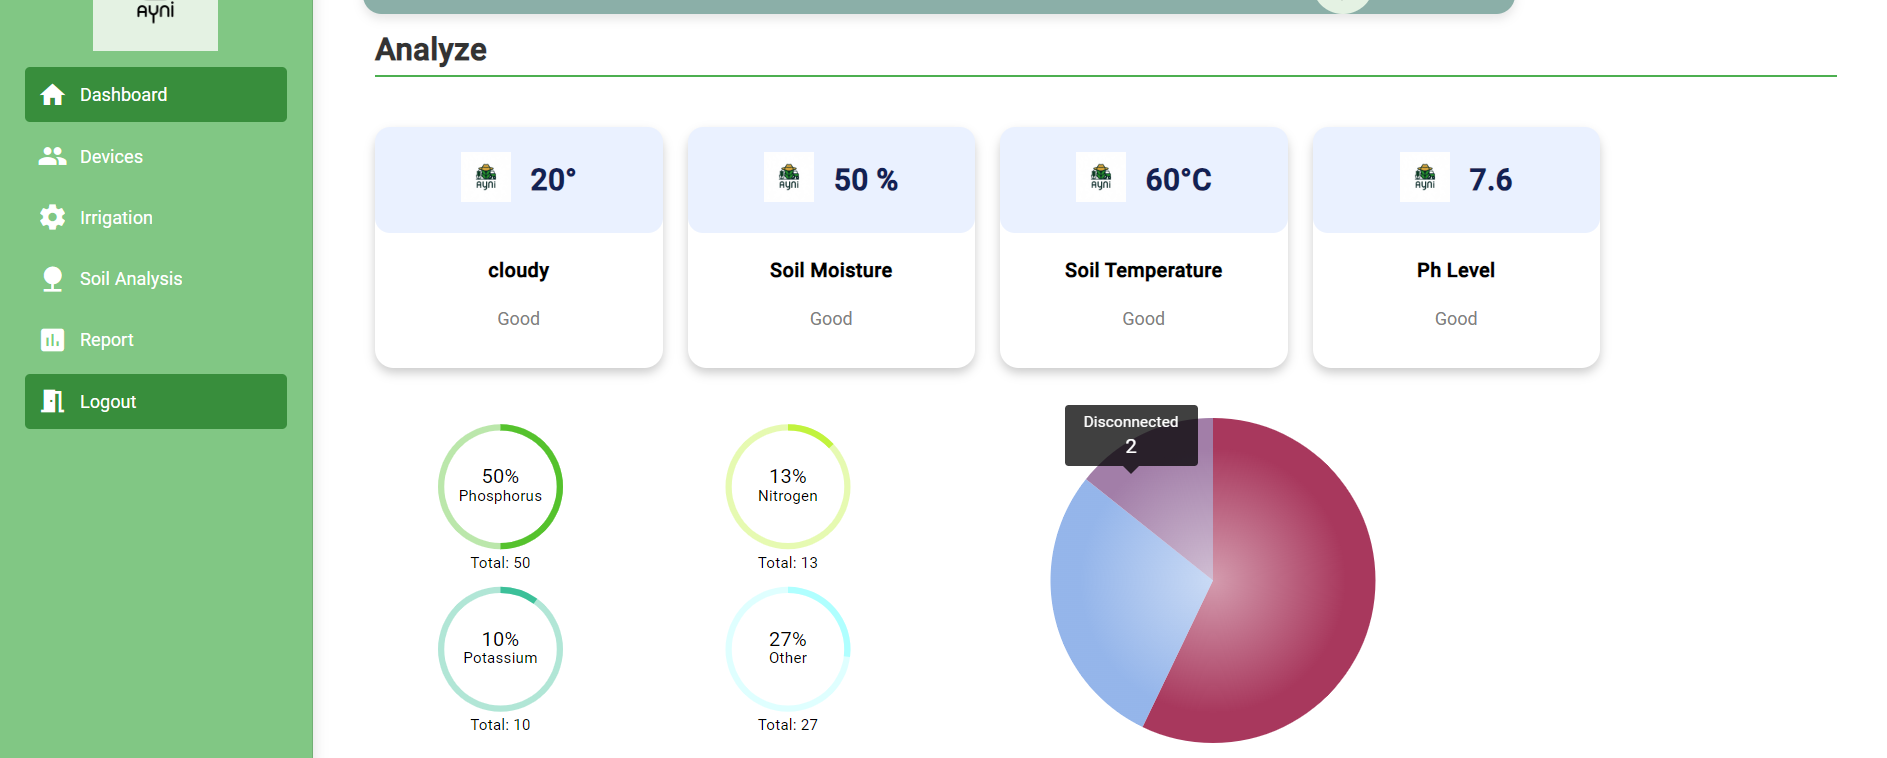 Ayni
Analyze
Dashboard
Devices
Irrigation
Soil Analysis
Report
Logout
Ayni 20°
Ayni 50 %
Ayni 60°C
Ayni 7.6
cloudy
Soil Moisture
Soil Temperature
Ph Level
Good
Good
Good
Good
50%
Phosphorus
Total: 50
13%
Nitrogen
Total: 13
10%
Potassium
Total: 10
27%
Other
Total: 27
Disconnected
2